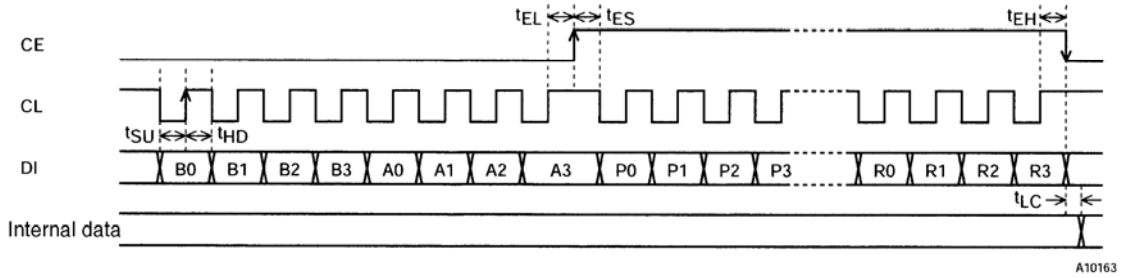 tEL tES tEH
CE
CL
tSU tHD
DI B0 B1 B2 B3 A0 A1 A2 A3 P0 P1 P2 P3 R0 R1 R2 R3
tLC
Internal data
A10163